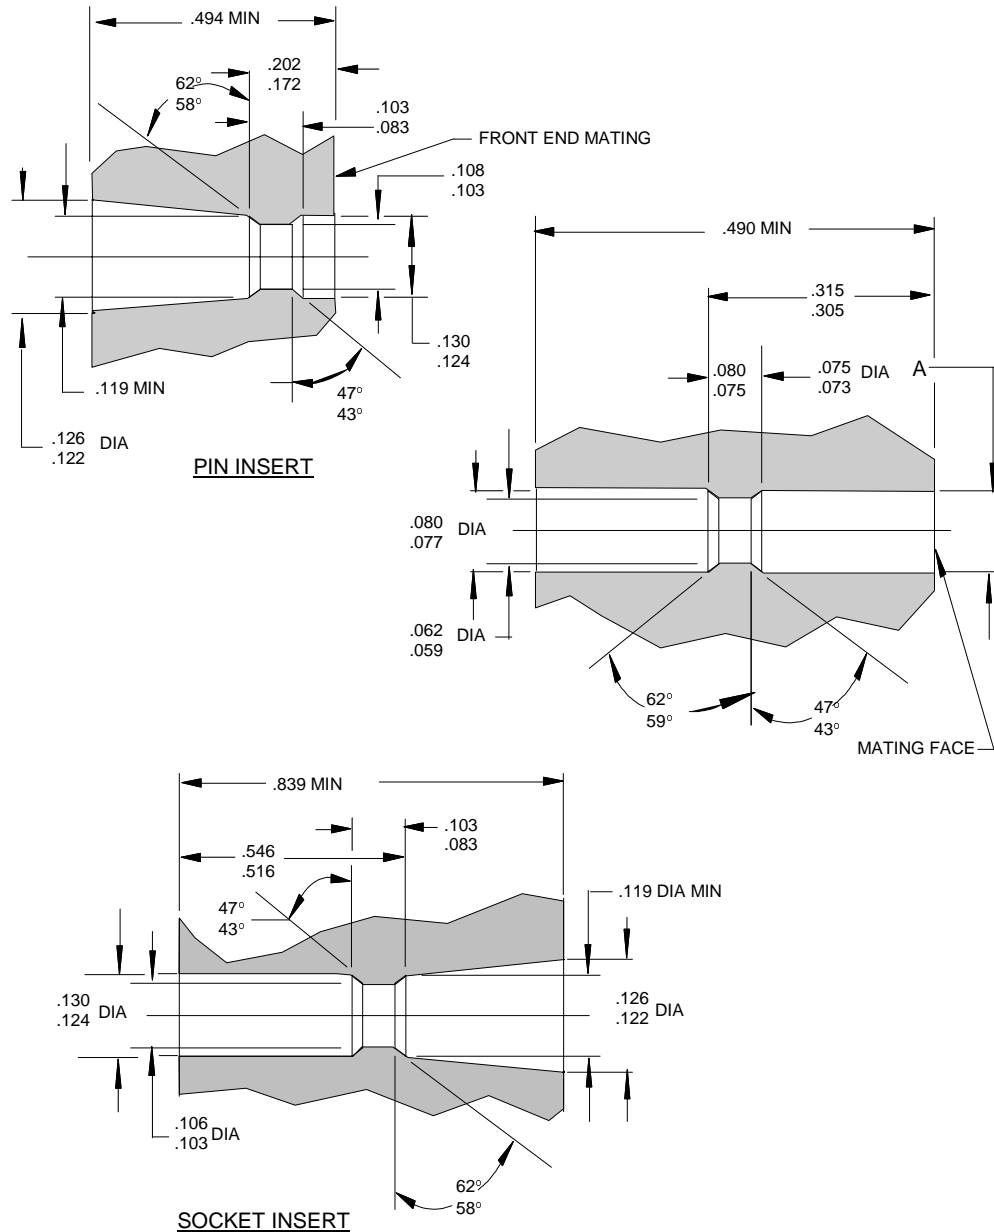 .494 MIN
.202
.172
62°
58°
.103
.083
FRONT END MATING
.108
.103
.130
.124
.119 MIN
47°
43°
.126 DIA
.122
PIN INSERT
.490 MIN
.315
.305
.080
.075
.075 DIA
.073
A
.080 DIA
.077
.062 DIA
.059
62°
59°
47°
43°
MATING FACE
.839 MIN
.103
.083
.546
.516
.119 DIA MIN
47°
43°
.130 DIA
.124
.126 DIA
.122
.106 DIA
.103
62°
58°
SOCKET INSERT